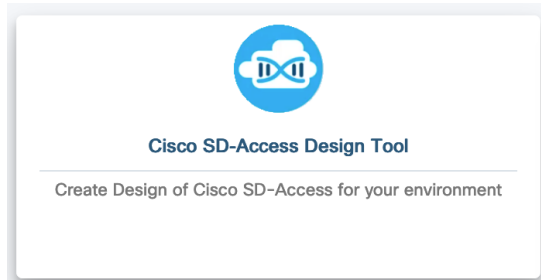 Cisco SD-Access Design Tool
Create Design of Cisco SD-Access for your environment